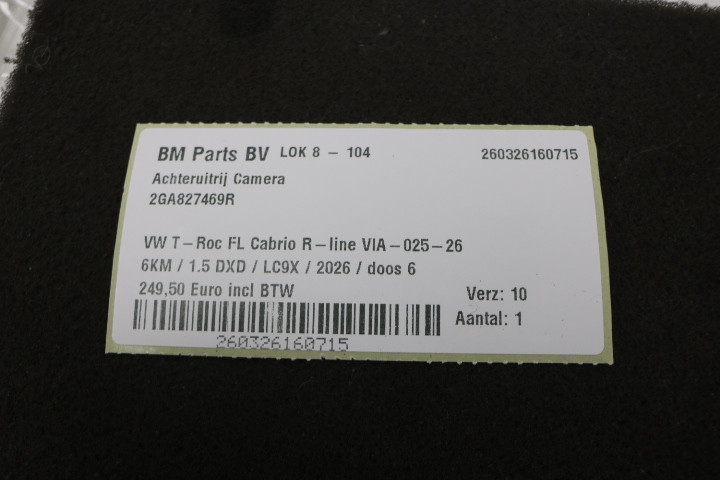 BM Parts BV LOK 8 - 104 260326160715
Achteruitrij Camera
2GA827469R
VW T-Roc FL Cabrio R-line VIA-025-26
6KM / 1.5 DXD / LC9X / 2026 / doos 6
249,50 Euro incl BTW Verz: 10
Aantal: 1
260326160715